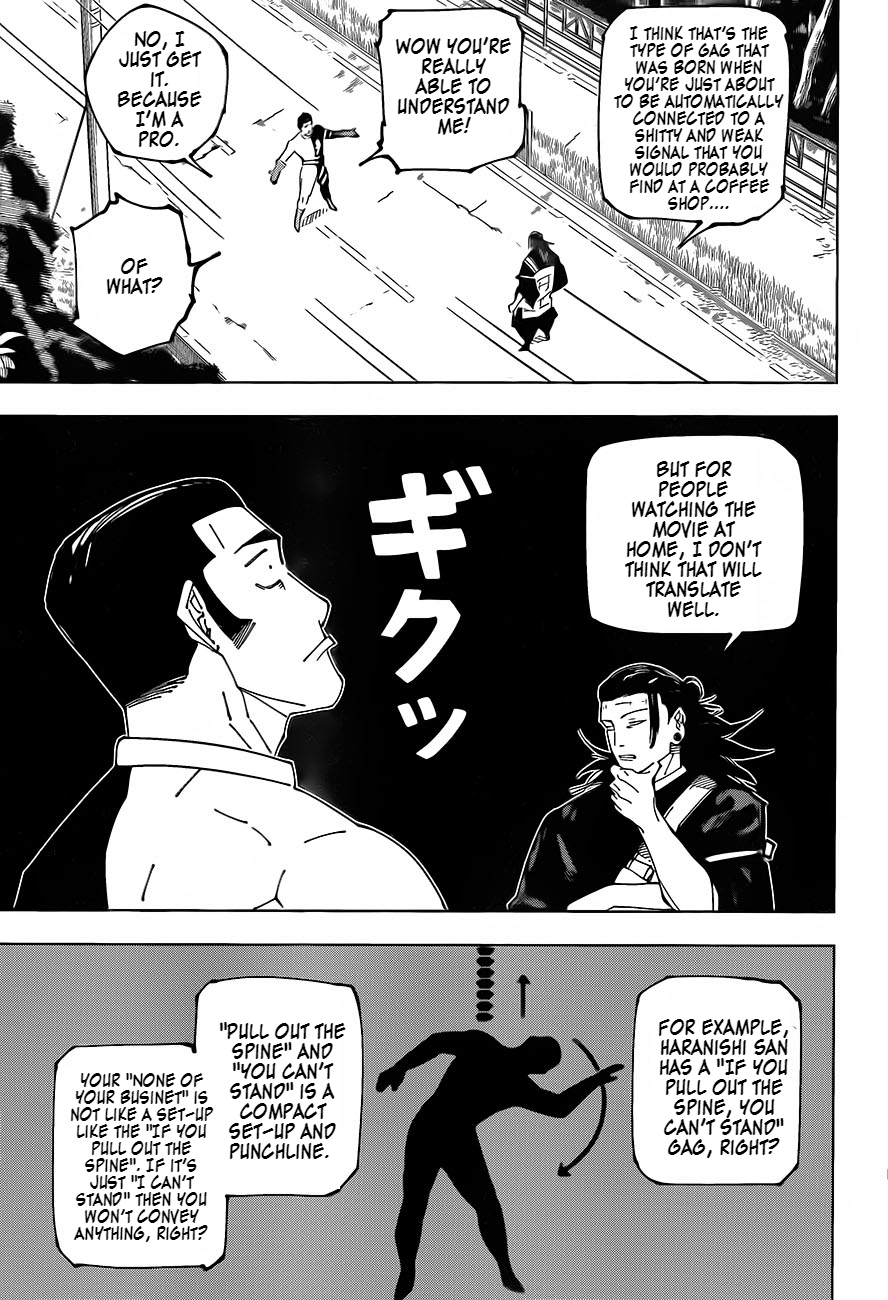 I THINK THAT'S THE
TYPE OF GAG THAT
WAS BORN WHEN
YOU'RE JUST ABOUT
TO BE AUTOMATICALLY
CONNECTED TO A
SHITTY AND WEAK
SIGNAL THAT YOU
WOULD PROBABLY
FIND AT A COFFEE
SHOP....
WOW YOU'RE
REALLY
ABLE TO
UNDERSTAND
ME!
NO, I
JUST GET
IT.
BECAUSE
I'M A
PRO.
OF
WHAT?
BUT FOR
PEOPLE
WATCHING THE
MOVIE AT
HOME, I DON'T
THINK THAT WILL
TRANSLATE
WELL.
ギクッ
FOR EXAMPLE,
HARANISHI SAN
HAS A "IF YOU
PULL OUT THE
SPINE, YOU
CAN'T STAND"
GAG, RIGHT?
"PULL OUT THE
SPINE" AND
"YOU CAN'T
STAND" IS A
COMPACT
SET-UP AND
PUNCHLINE.
YOUR "NONE OF
YOUR BUSINET" IS
NOT LIKE A SET-UP
LIKE THE "IF YOU
PULL OUT THE
SPINE". IF IT'S
JUST "I CAN'T
STAND" THEN YOU
WON'T CONVEY
ANYTHING, RIGHT?